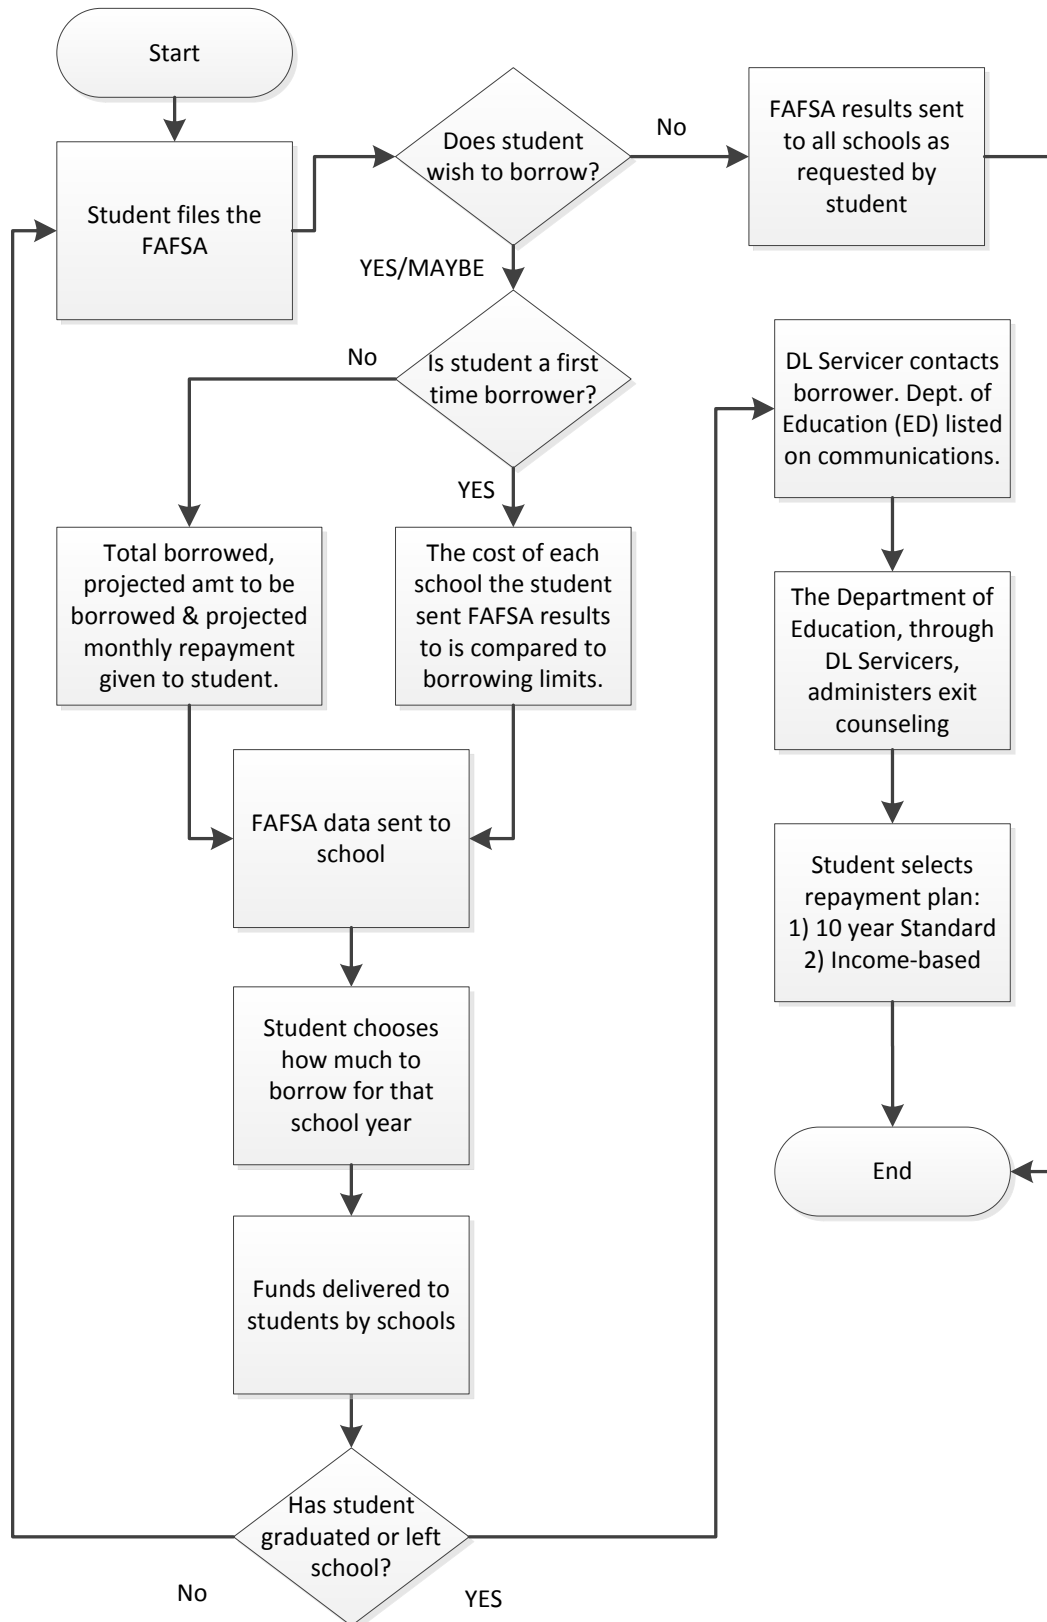 Start
Student files the
FAFSA
Does student
wish to borrow?
No
FAFSA results sent
to all schools as
requested by
student
YES/MAYBE
Is student a first
time borrower?
No
YES
Total borrowed,
projected amt to be
borrowed & projected
monthly repayment
given to student.
The cost of each
school the student
sent FAFSA results
to is compared to
borrowing limits.
FAFSA data sent to
school
Student chooses
how much to
borrow for that
school year
Funds delivered to
students by schools
Has student
graduated or left
school?
No
YES
DL Servicer contacts
borrower. Dept. of
Education (ED) listed
on communications.
The Department of
Education, through
DL Servicers,
administers exit
counseling
Student selects
repayment plan:
1) 10 year Standard
2) Income-based
End